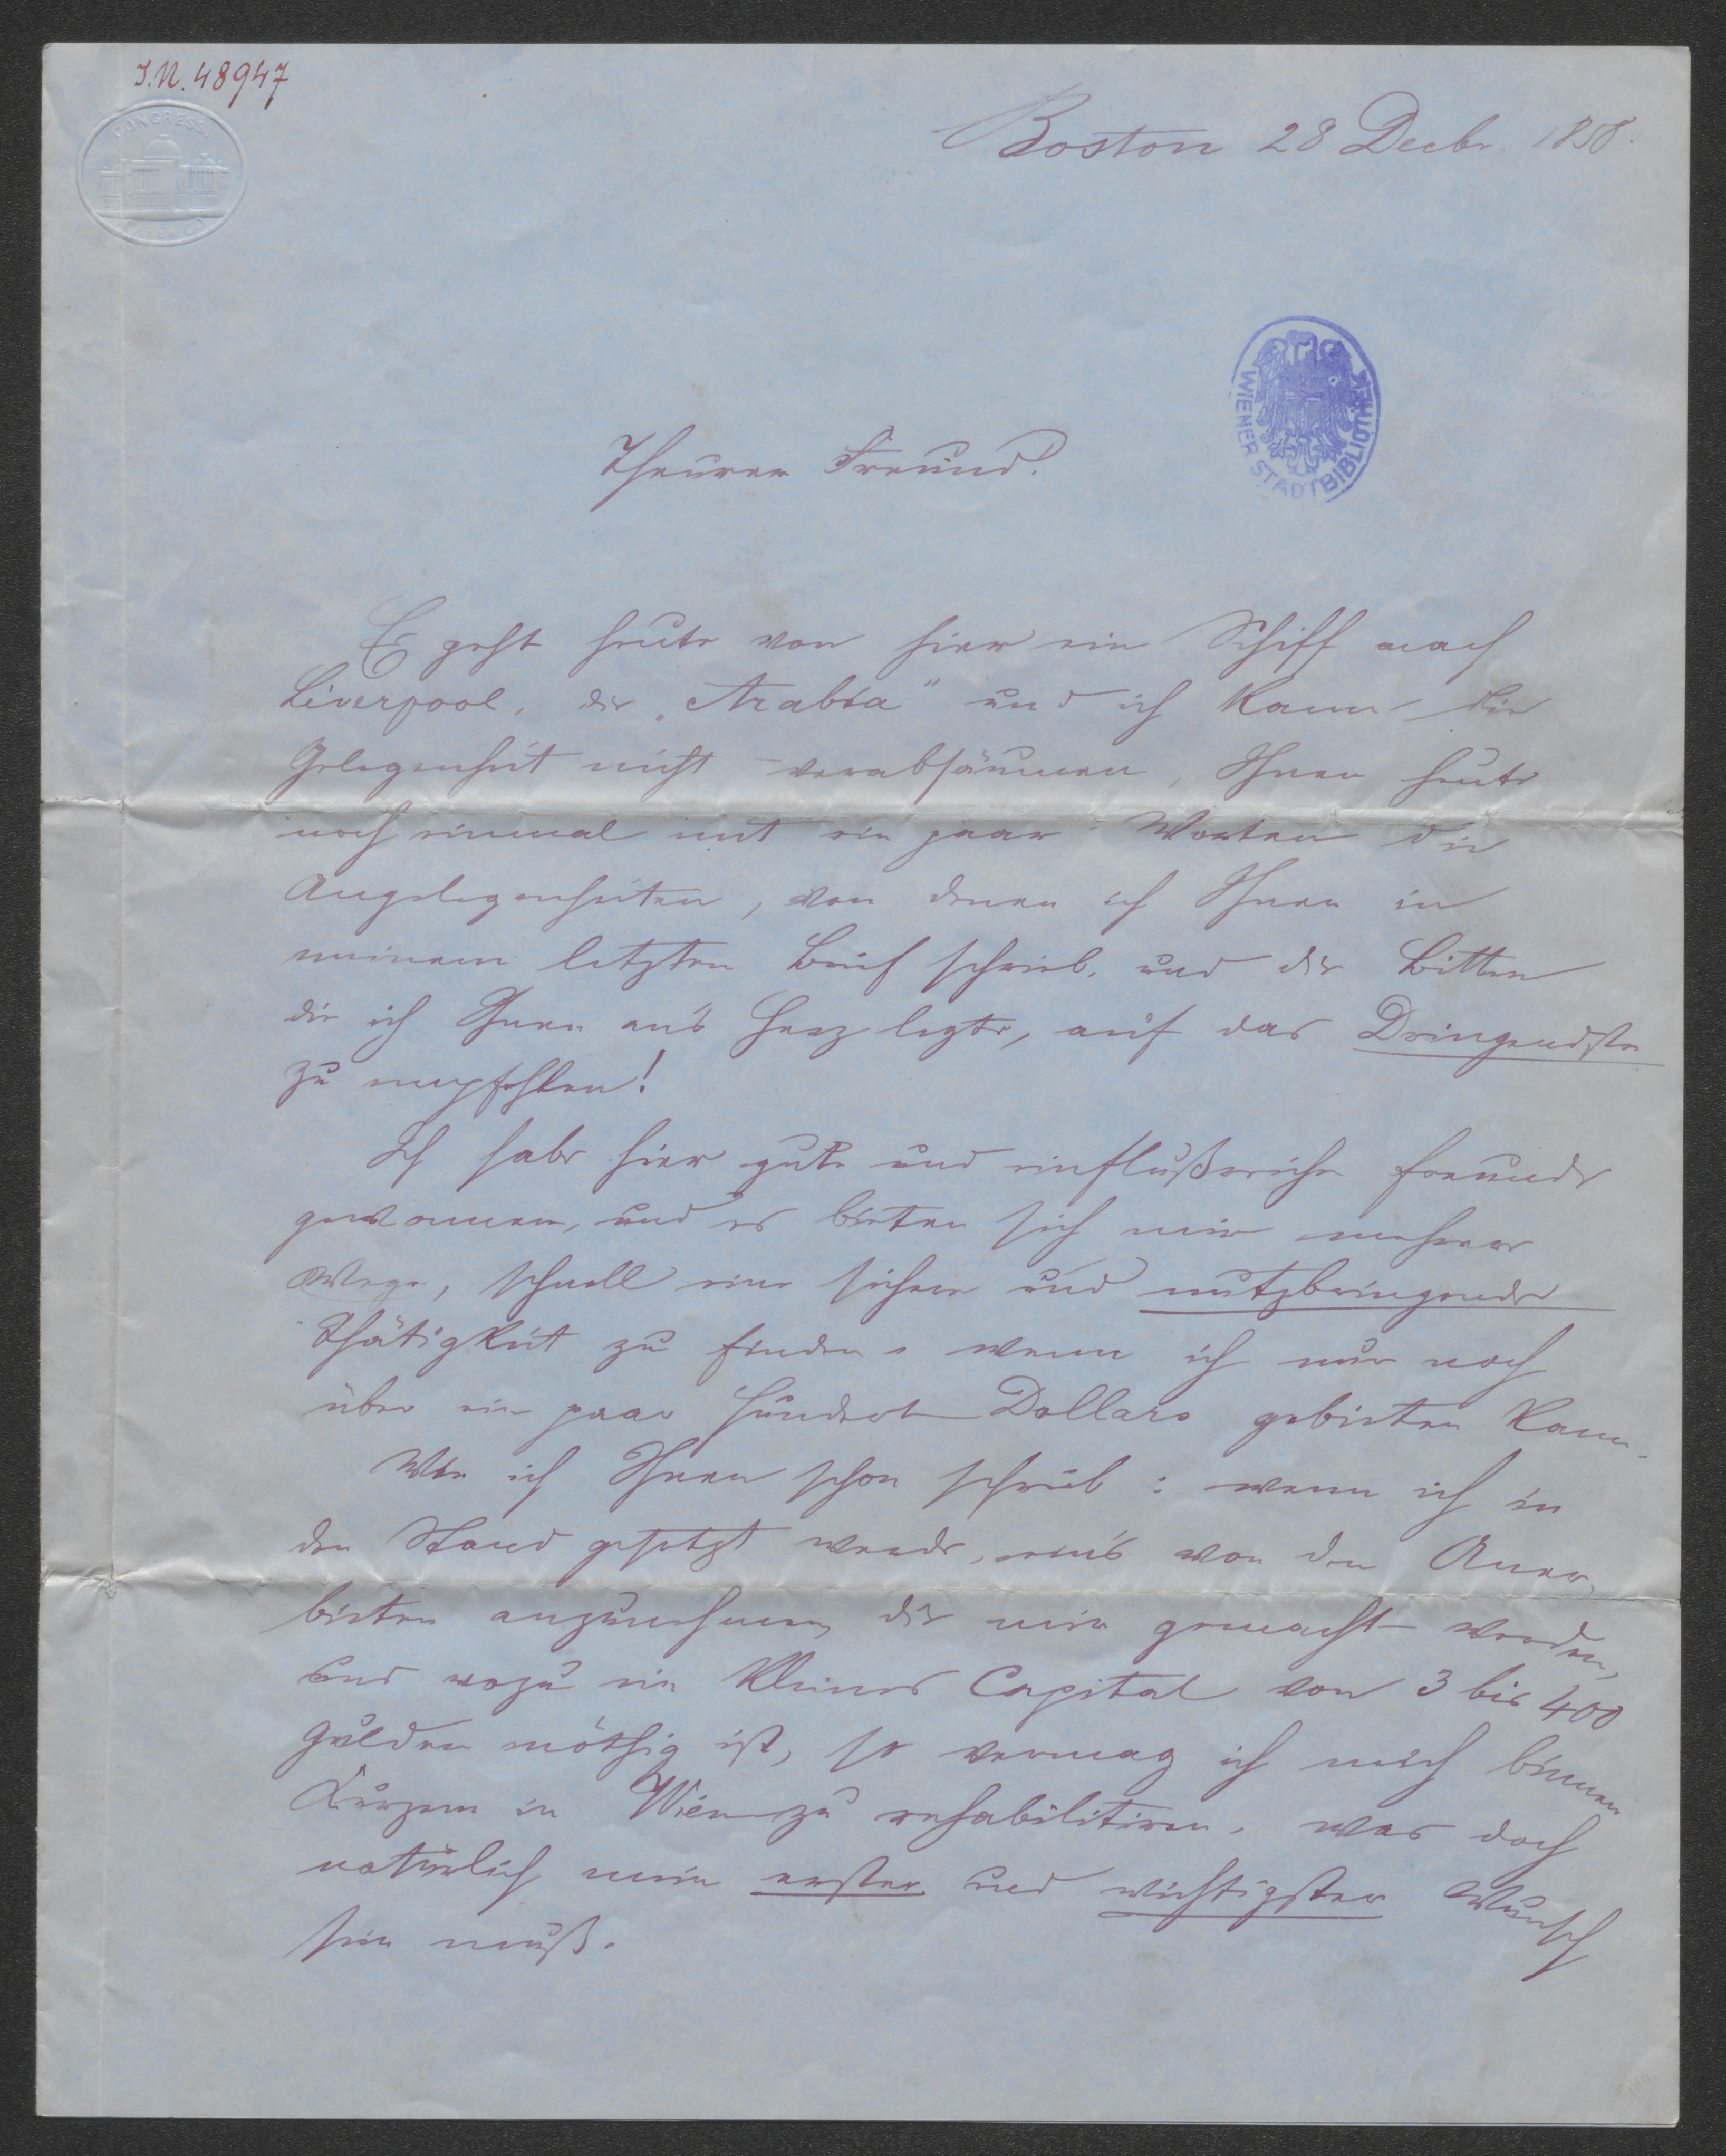 I.N. 48947
CONGRESS.
Boston 28 Decbr. 1858.
WIENER STADTBIBLIOTHEK
Theurer Freund!
Es geht heute von hier ein Schiff nach
Liverpool, die „Arabia" und ich kann die
Gelegenheit nicht verabsäumen, Ihnen heute
noch einmal mit ein paar Worten die
Angelegenheiten, von denen ich Ihnen in
meinem letzten Brief schrieb, und die Bitten
die ich Ihnen an's Herz legte, auf das Dringendste
zu empfehlen!
Ich habe hier gute und einflußreiche Freunde
gewonnen, und es bieten sich mir mehrere
Wege, schnell eine sichere und nutzbringende
Thätigkeit zu finden, wenn ich nur noch
über ein paar hundert Dollars gebieten kann.
Wie ich Ihnen schon schrieb: wenn ich in
den Stand gesetzt werde, eins von den Aner-
bieten anzunehmen, die mir gemacht werden,
und wozu ein kleines Capital von 3 bis 400
Gulden nöthig ist, so vermag ich mich binnen
Kurzem in Wien zu rehabilitiren, was doch
natürlich mein erster und wichtigster Wunsch
sein muß.